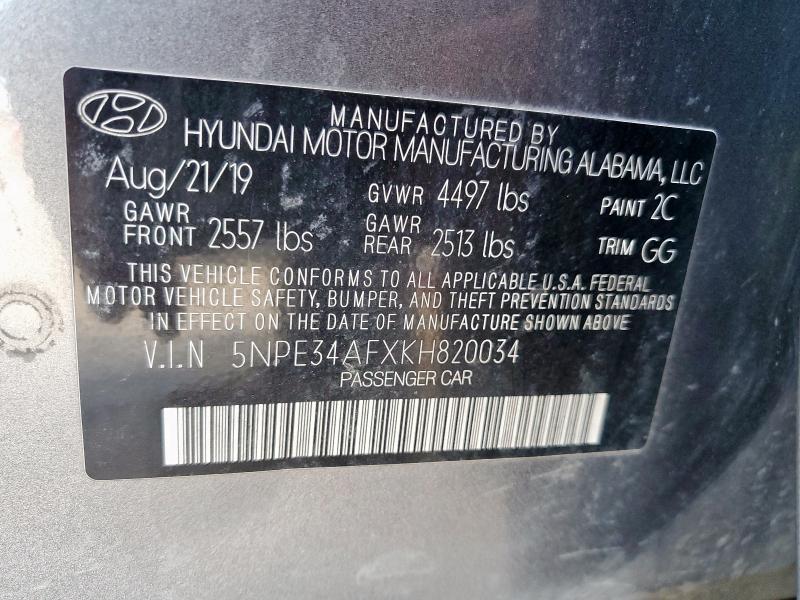 MANUFACTURED BY
HYUNDAI MOTOR MANUFACTURING ALABAMA, LLC
Aug/21/19 GVWR 4497 lbs PAINT 2C
GAWR FRONT 2557 lbs GAWR REAR 2513 lbs TRIM GG
THIS VEHICLE CONFORMS TO ALL APPLICABLE U.S.A. FEDERAL
MOTOR VEHICLE SAFETY, BUMPER, AND THEFT PREVENTION STANDARDS
IN EFFECT ON THE DATE OF MANUFACTURE SHOWN ABOVE
V.I.N 5NPE34AFXKH820034
PASSENGER CAR